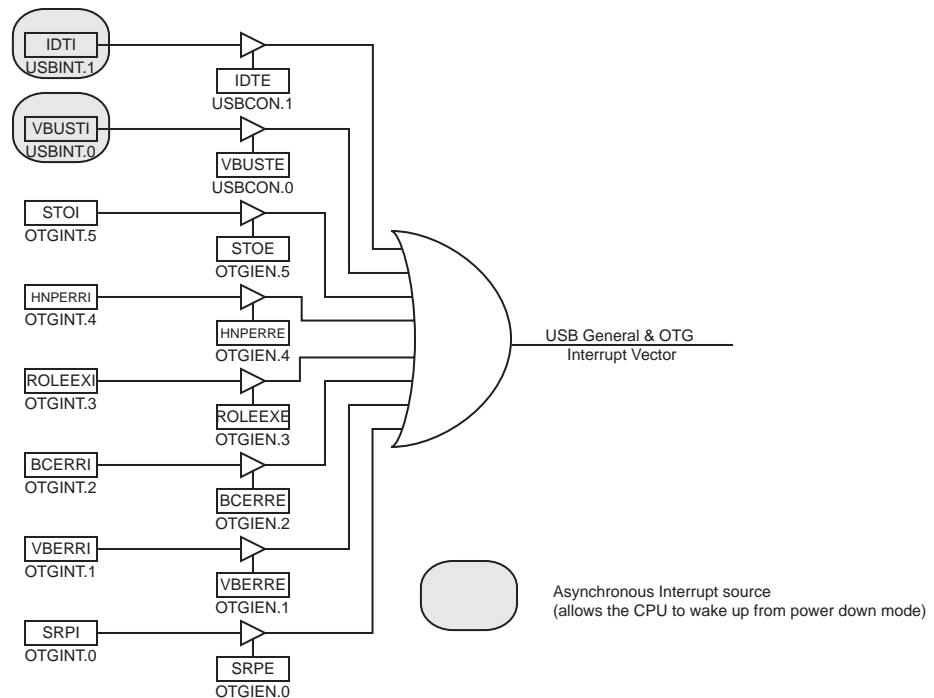 IDTI
USBINT.1
IDTE
USBCON.1
VBUSTI
USBINT.0
VBUSTE
USBCON.0
STOI
OTGINT.5
STOE
OTGIEN.5
HNPERRI
OTGINT.4
HNPERRE
OTGIEN.4
USB General & OTG
Interrupt Vector
ROLEEXI
OTGINT.3
ROLEEXE
OTGIEN.3
BCERRI
OTGINT.2
BCERRE
OTGIEN.2
VBERRI
OTGINT.1
VBERRE
OTGIEN.1
Asynchronous Interrupt source
(allows the CPU to wake up from power down mode)
SRPI
OTGINT.0
SRPE
OTGIEN.0